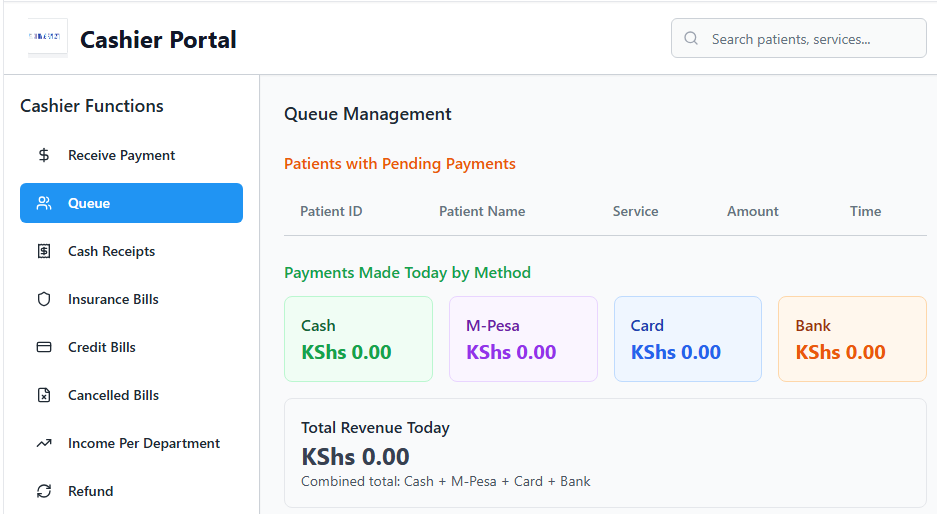 Cashier Portal
Search patients, services...
Cashier Functions
Receive Payment
Queue
Cash Receipts
Insurance Bills
Credit Bills
Cancelled Bills
Income Per Department
Refund
Queue Management
Patients with Pending Payments
Patient ID Patient Name Service Amount Time
Payments Made Today by Method
Cash M-Pesa Card Bank
KShs 0.00 KShs 0.00 KShs 0.00 KShs 0.00
Total Revenue Today
KShs 0.00
Combined total: Cash + M-Pesa + Card + Bank